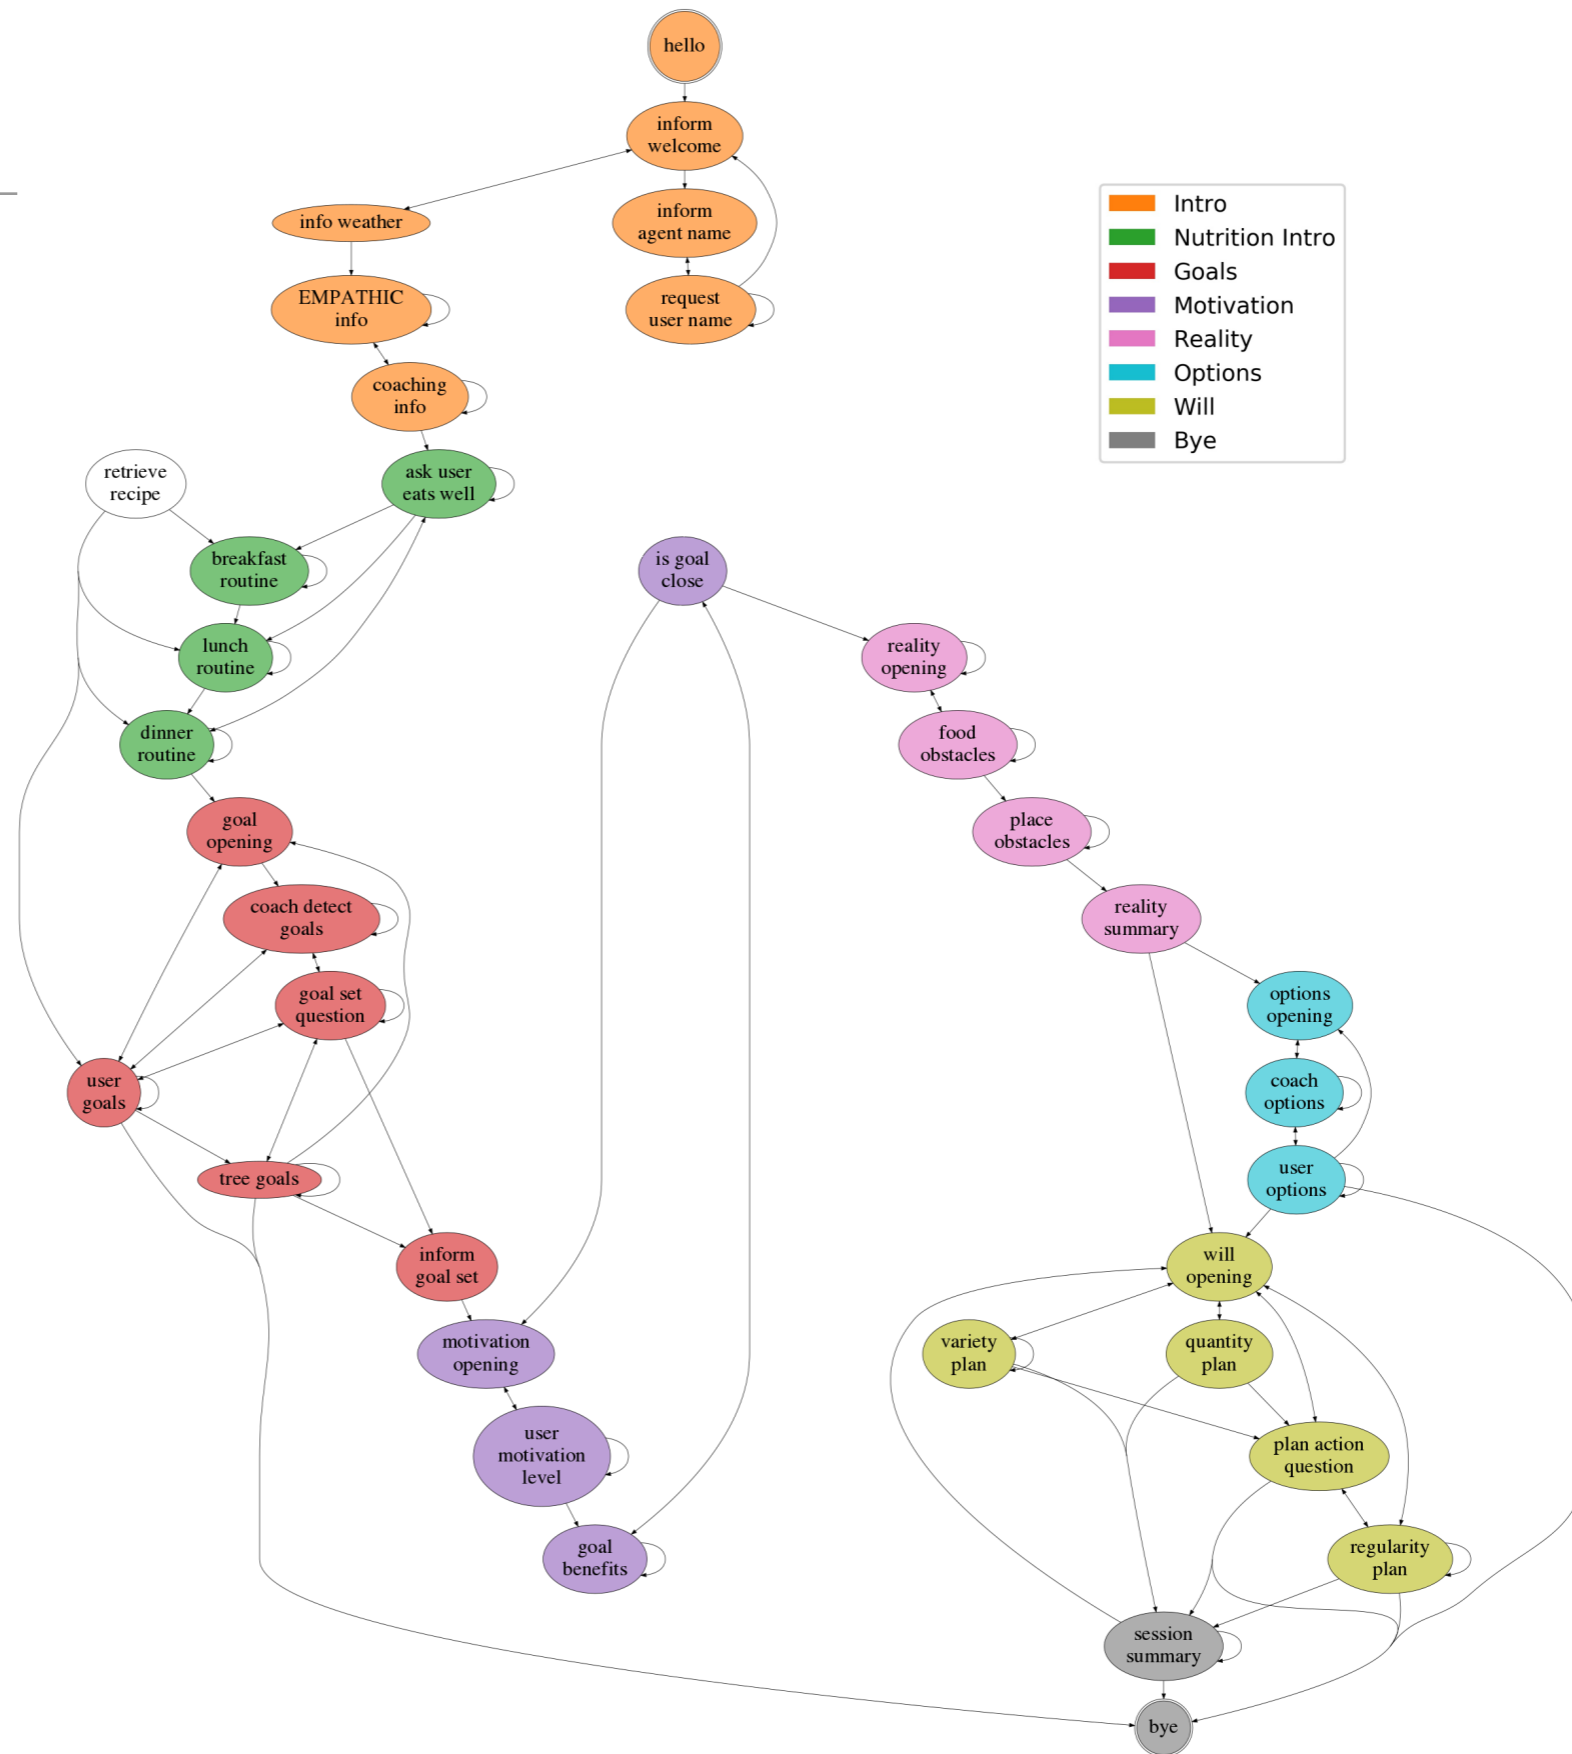 hello
inform
welcome
info weather
inform
agent name
EMPATHIC
info
request
user name
coaching
info
Intro
Nutrition Intro
Goals
Motivation
Reality
Options
Will
Bye
retrieve
recipe
ask user
eats well
breakfast
routine
is goal
close
lunch
routine
reality
opening
dinner
routine
food
obstacles
goal
opening
place
obstacles
coach detect
goals
reality
summary
goal set
question
options
opening
user
goals
coach
options
tree goals
user
options
inform
goal set
will
opening
motivation
opening
variety
plan
quantity
plan
user
motivation
level
plan action
question
goal
benefits
regularity
plan
session
summary
bye